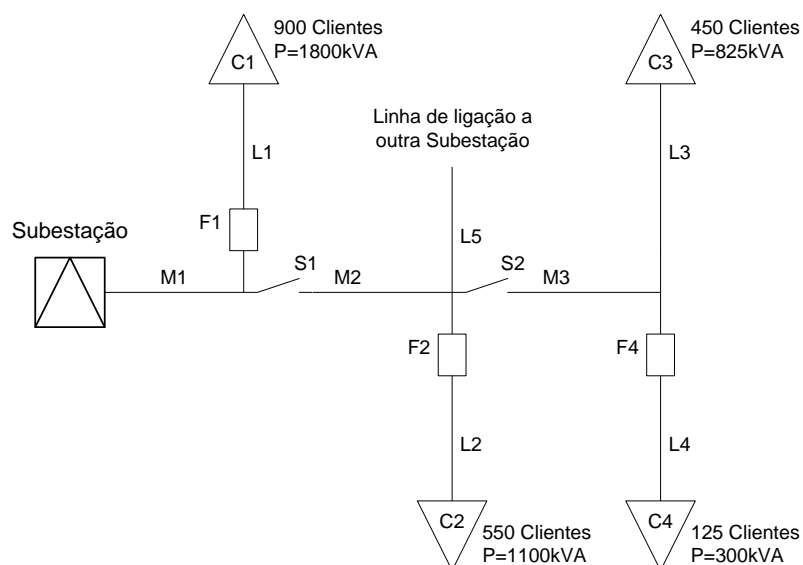 900 Clientes
P=1800kVA
C1
450 Clientes
P=825kVA
C3
Linha de ligação a
outra Subestação
L1
L3
F1
Subestação
L5
M1
S1
M2
S2
M3
F2
F4
L2
L4
C2
550 Clientes
P=1100kVA
C4
125 Clientes
P=300kVA